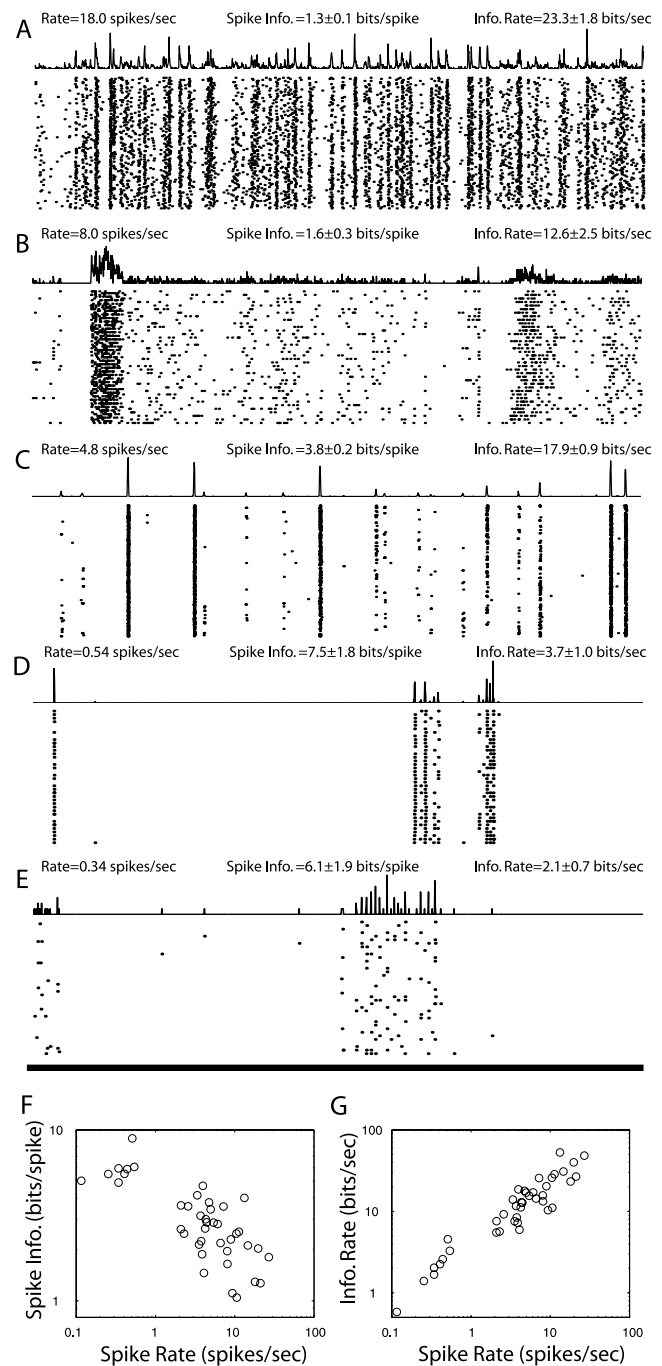 A
Rate=18.0 spikes/sec Spike Info.=1.3±0.1 bits/spike Info.Rate=23.3±1.8 bits/sec
B
Rate=8.0 spikes/sec Spike Info.=1.6±0.3 bits/spike Info.Rate=12.6±2.5 bits/sec
C
Rate=4.8 spikes/sec Spike Info.=3.8±0.2 bits/spike Info.Rate=17.9±0.9 bits/sec
D
Rate=0.54 spikes/sec Spike Info.=7.5±1.8 bits/spike Info.Rate=3.7±1.0 bits/sec
E
Rate=0.34 spikes/sec Spike Info.=6.1±1.9 bits/spike Info.Rate=2.1±0.7 bits/sec
F
Spike Info. (bits/spike)
10
1
0.1 1 10 100
Spike Rate (spikes/sec)
G
Info. Rate (bits/sec)
100
10
1
0.1 1 10 100
Spike Rate (spikes/sec)